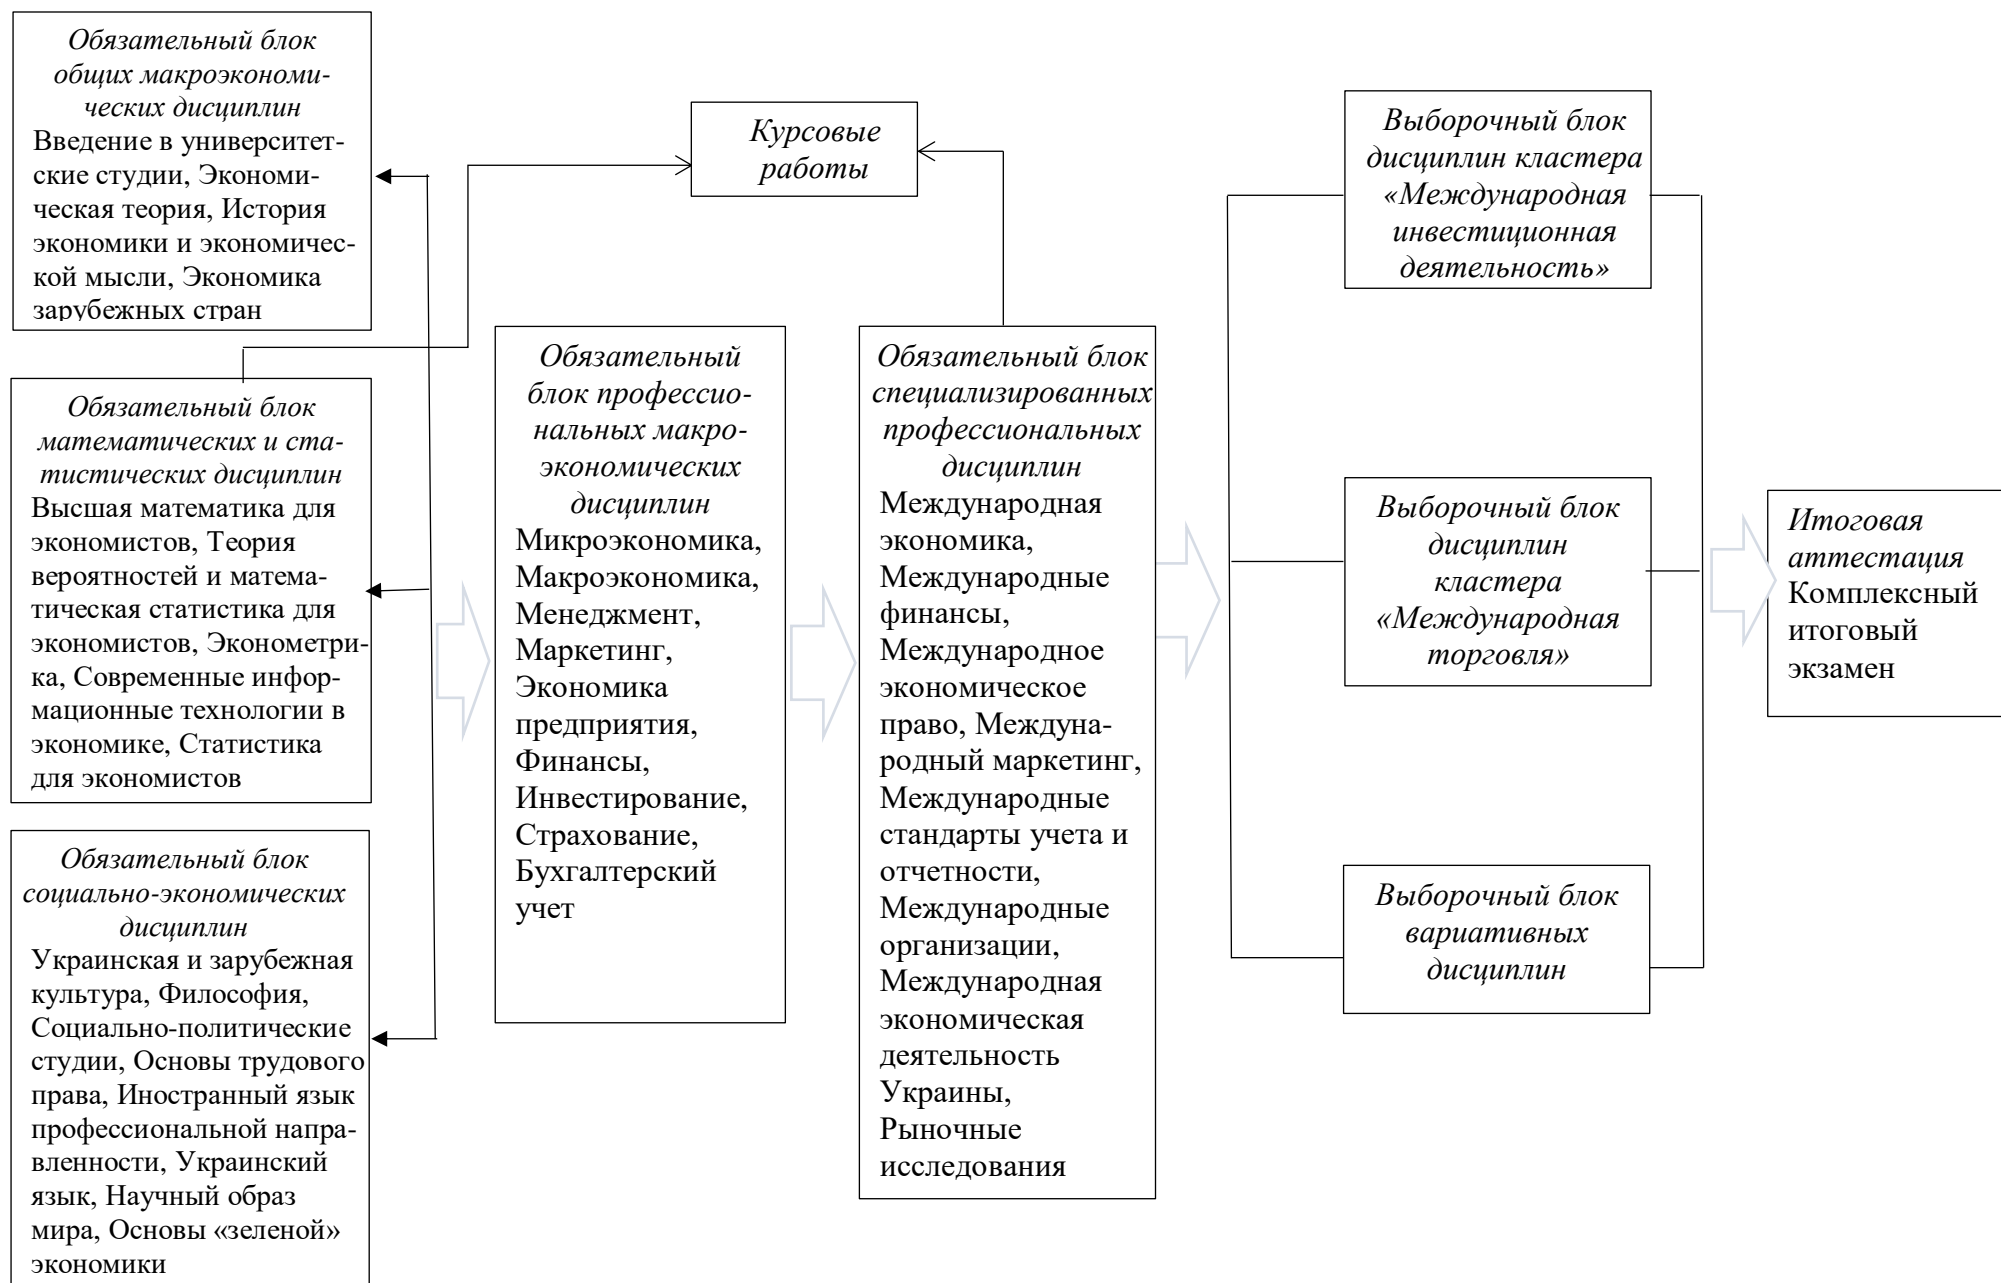 Обязательный блок
общих макроэкономи-
ческих дисциплин
Введение в университет-
ские студии, Экономи-
ческая теория, История
экономики и экономичес-
кой мысли, Экономика
зарубежных стран
Обязательный блок
математических и ста-
тистических дисциплин
Высшая математика для
экономистов, Теория
вероятностей и матема-
тическая статистика для
экономистов, Эконометри-
ка, Современные инфор-
мационные технологии в
экономике, Статистика
для экономистов
Обязательный блок
социально-экономических
дисциплин
Украинская и зарубежная
культура, Философия,
Социально-политические
студии, Основы трудового
права, Иностранный язык
профессиональной напра-
вленности, Украинский
язык, Научный образ
мира, Основы «зеленой»
экономики
Курсовые
работы
Обязательный
блок профессио-
нальных макро-
экономических
дисциплин
Микроэкономика,
Макроэкономика,
Менеджмент,
Маркетинг,
Экономика
предприятия,
Финансы,
Инвестирование,
Страхование,
Бухгалтерский
учет
Обязательный блок
специализированных
профессиональных
дисциплин
Международная
экономика,
Международные
финансы,
Международное
экономическое
право, Междуна-
родный маркетинг,
Международные
стандарты учета и
отчетности,
Международные
организации,
Международная
экономическая
деятельность
Украины,
Рыночные
исследования
Выборочный блок
дисциплин кластера
«Международная
инвестиционная
деятельность»
Выборочный блок
дисциплин
кластера
«Международная
торговля»
Выборочный блок
вариативных
дисциплин
Итоговая
аттестация
Комплексный
итоговый
экзамен